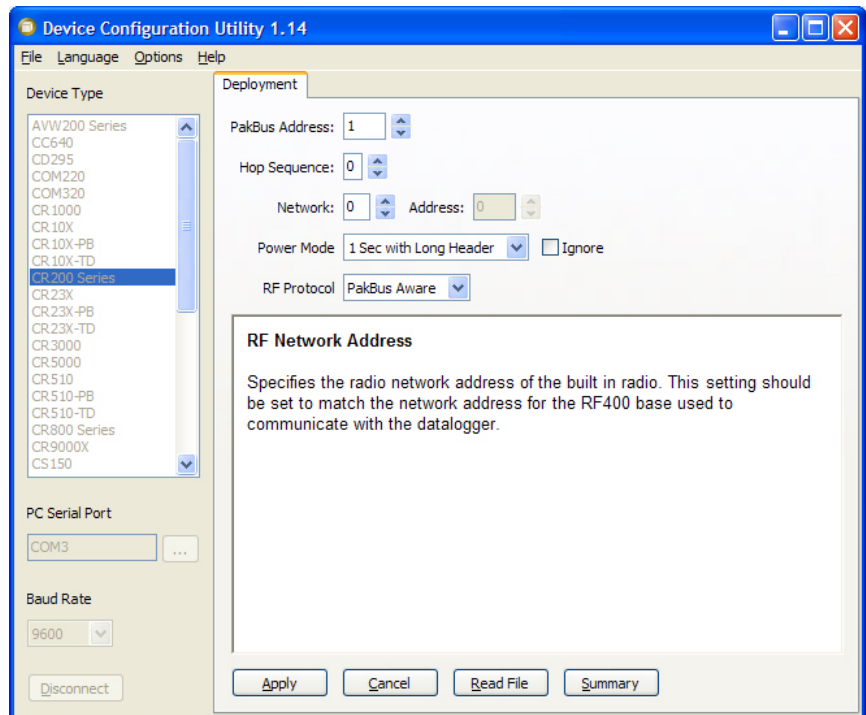 Device Configuration Utility 1.14
File Language Options Help
Device Type
AVW200 Series
CC640
CD295
COM220
COM320
CR1000
CR10X
CR10X-PB
CR10X-TD
CR200 Series
CR23X
CR23X-PB
CR23X-TD
CR3000
CR5000
CR510
CR510-PB
CR510-TD
CR800 Series
CR9000X
CS150
PC Serial Port
COM3 ...
Baud Rate
9600
Disconnect
Deployment
PakBus Address: 1
Hop Sequence: 0
Network: 0 Address: 0
Power Mode 1 Sec with Long Header Ignore
RF Protocol PakBus Aware
RF Network Address
Specifies the radio network address of the built in radio. This setting should
be set to match the network address for the RF400 base used to
communicate with the datalogger.
Apply Cancel Read File Summary